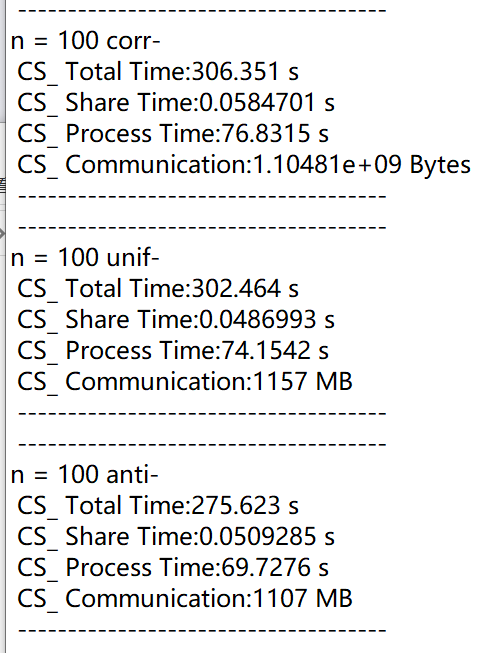 -------------------------------------
n = 100 corr-
CS_ Total Time:306.351 s
CS_ Share Time:0.0584701 s
CS_ Process Time:76.8315 s
CS_ Communication:1.10481e+09 Bytes
-------------------------------------
-------------------------------------
n = 100 unif-
CS_ Total Time:302.464 s
CS_ Share Time:0.0486993 s
CS_ Process Time:74.1542 s
CS_ Communication:1157 MB
-------------------------------------
-------------------------------------
n = 100 anti-
CS_ Total Time:275.623 s
CS_ Share Time:0.0509285 s
CS_ Process Time:69.7276 s
CS_ Communication:1107 MB
-------------------------------------